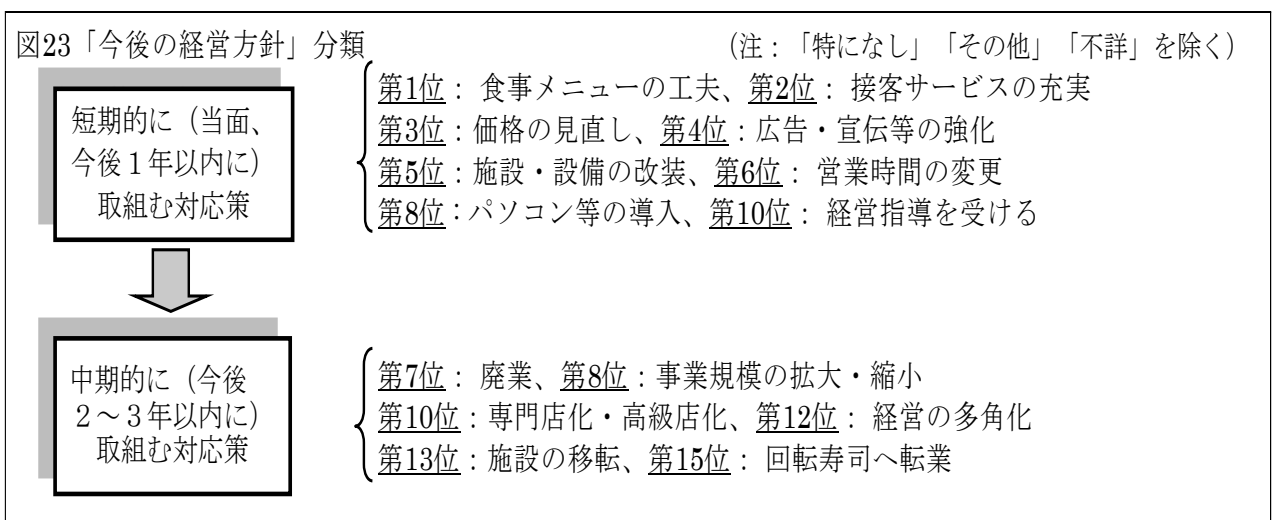 図23「今後の経営方針」分類 (注：「特になし」「その他」「不詳」を除く)
短期的に（当面、
今後１年以内に）
取組む対応策
第1位：食事メニューの工夫、第2位：接客サービスの充実
第3位：価格の見直し、第4位：広告・宣伝等の強化
第5位：施設・設備の改装、第6位：営業時間の変更
第8位：パソコン等の導入、第10位：経営指導を受ける
中期的に（今後
２～３年以内に）
取組む対応策
第7位：廃業、第8位：事業規模の拡大・縮小
第10位：専門店化・高級店化、第12位：経営の多角化
第13位：施設の移転、第15位：回転寿司へ転業